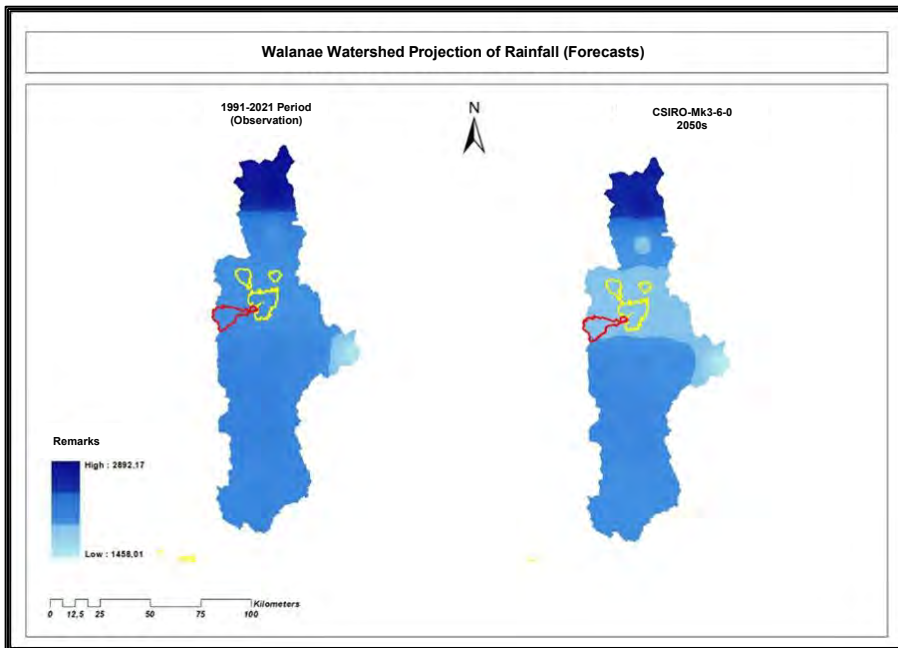 Walanae Watershed Projection of Rainfall (Forecasts)
1991-2021 Period
(Observation)
N
CSIRO-Mk3-6-0
2050s
Remarks
High : 2892,17
Low : 1458,01
Kilometers
0 12,5 25 50 75 100